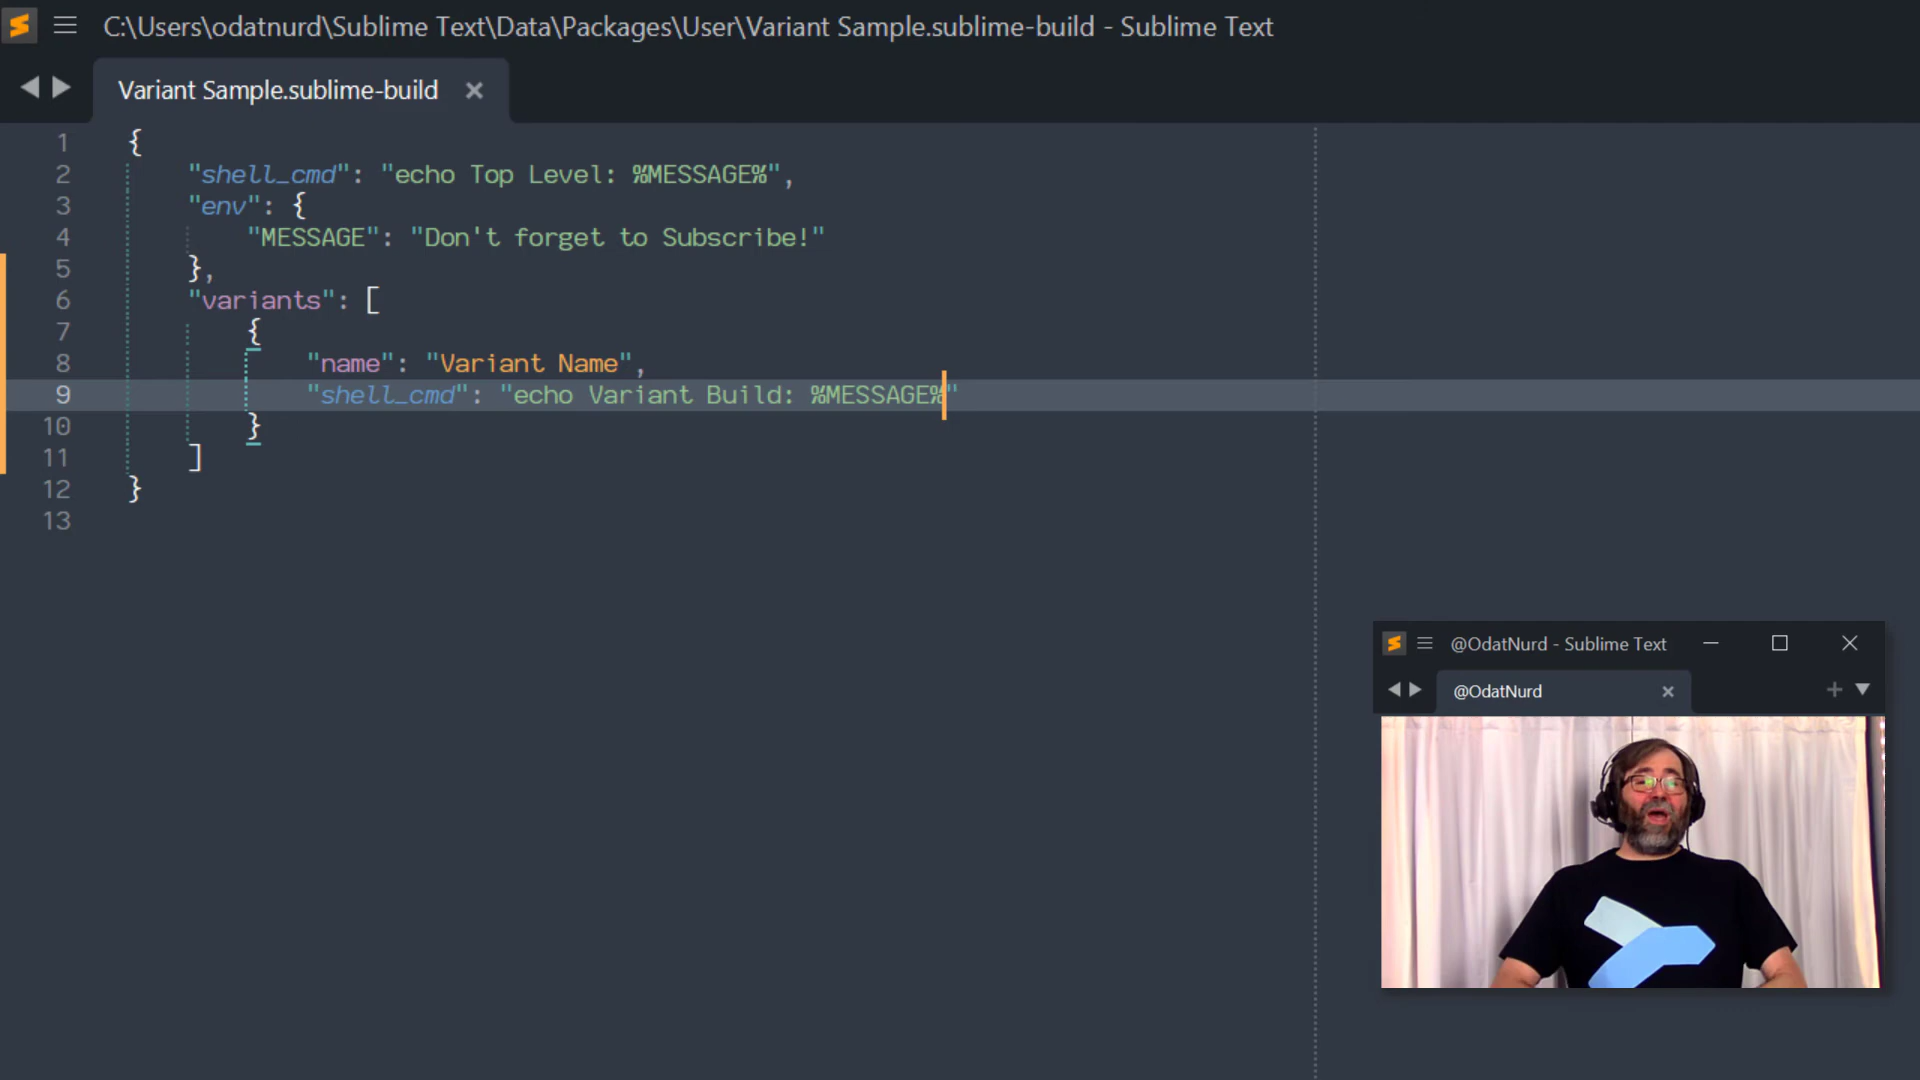 C:\Users\odatnurd\Sublime Text\Data\Packages\User\Variant Sample.sublime-build - Sublime Text
Variant Sample.sublime-build
1 {
2 "shell_cmd": "echo Top Level: %MESSAGE%",
3 "env": {
4 "MESSAGE": "Don't forget to Subscribe!"
5 },
6 "variants": [
7 {
8 "name": "Variant Name",
9 "shell_cmd": "echo Variant Build: %MESSAGE%"
10 }
11 ]
12 }
13
@OdatNurd - Sublime Text
@OdatNurd